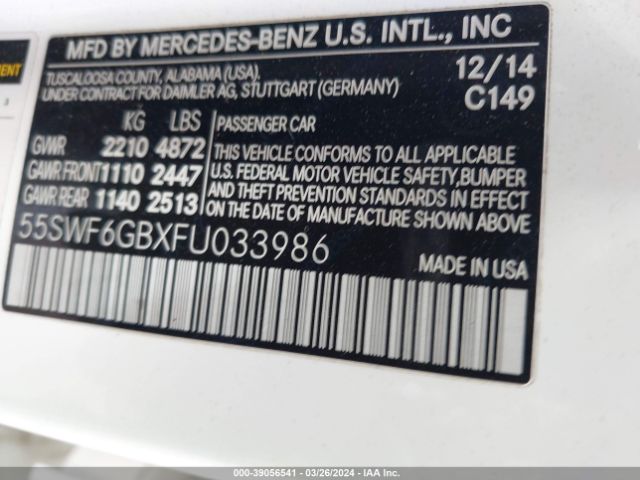 MFD BY MERCEDES-BENZ U.S. INTL., INC
TUSCALOOSA COUNTY, ALABAMA (USA).
UNDER CONTRACT FOR DAIMLER AG, STUTTGART (GERMANY)
12/14
C149
KG LBS
GVWR 2210 4872
GAWR FRONT 1110 2447
GAWR REAR 1140 2513
PASSENGER CAR
THIS VEHICLE CONFORMS TO ALL APPLICABLE
U.S. FEDERAL MOTOR VEHICLE SAFETY, BUMPER
AND THEFT PREVENTION STANDARDS IN EFFECT
ON THE DATE OF MANUFACTURE SHOWN ABOVE
55SWF6GBXFU033986
MADE IN USA
000-39056541 / 03/26/2024 / IAA Inc.